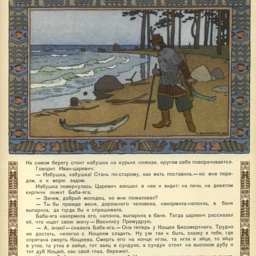 На самом берегу стоит избушка на курьих ножках, кругом себя поворачивается.
Говорит Иван-царевич:
— Избушка, избушка! Стань по-старому, как мать поставила,— ко мне пере-
дом, а к морю задом.
Избушка повернулась. Царевич взошел в нее и видит: на печи, на девятом
кирпичи лежит Баба-яга.
— Зачем, добрый молодец, ко мне пожаловал?
— Ты бы прежде меня, дорожного человека, накормила-напоила, в бане
выпарила, да тогда бы и спрашивала.
Баба-яга накормила его, напоила, выпарила в бане. Тогда царевич рассказал
ей, что ищет свою жену — Василису Премудрую.
— А, знаю!— сказала Баба-яга.— Она теперь у Кощея Бессмертного. Трудно
ее достать, нелегко с Кощеем сладить. Ну уж так и быть, скажу я тебе, где
спрятана смерть Кощеева. Смерть его на конце иглы, та игла в яйце, то яйцо
в утке, та утка в зайце, тот заяц в сундуке, а сундук стоит на высоком дубу и
тот дуб Кощей, как свой глаз, бережет.